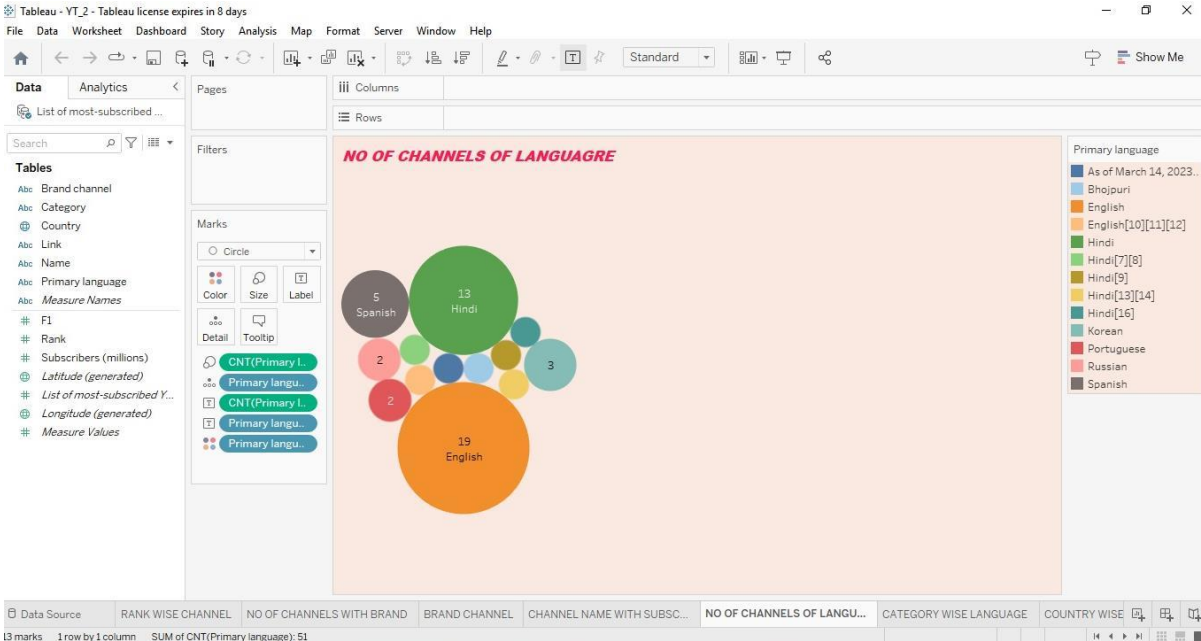 Tableau - YT_2 - Tableau license expires in 8 days
File Data Worksheet Dashboard Story Analysis Map Format Server Window Help
Standard
Show Me
Data Analytics
List of most-subscribed ...
Search
Tables
Abc Brand channel
Abc Category
Country
Abc Link
Abc Name
Abc Primary language
Abc Measure Names
# F1
# Rank
# Subscribers (millions)
Latitude (generated)
# List of most-subscribed Y...
Longitude (generated)
# Measure Values
Pages
Filters
Marks
Circle
Color Size Label
Detail Tooltip
CNT(Primary l..
Primary langu..
CNT(Primary l..
Primary langu..
Primary langu..
Columns
Rows
NO OF CHANNELS OF LANGUAGRE
13
Hindi
5
Spanish
2
3
2
19
English
Primary language
As of March 14, 2023..
Bhojpuri
English
English[10][11][12]
Hindi
Hindi[7][8]
Hindi[9]
Hindi[13][14]
Hindi[16]
Korean
Portuguese
Russian
Spanish
Data Source RANK WISE CHANNEL NO OF CHANNELS WITH BRAND BRAND CHANNEL CHANNEL NAME WITH SUBSC... NO OF CHANNELS OF LANGU... CATEGORY WISE LANGUAGE COUNTRY WISE
13 marks 1 row by 1 column SUM of CNT(Primary language): 51